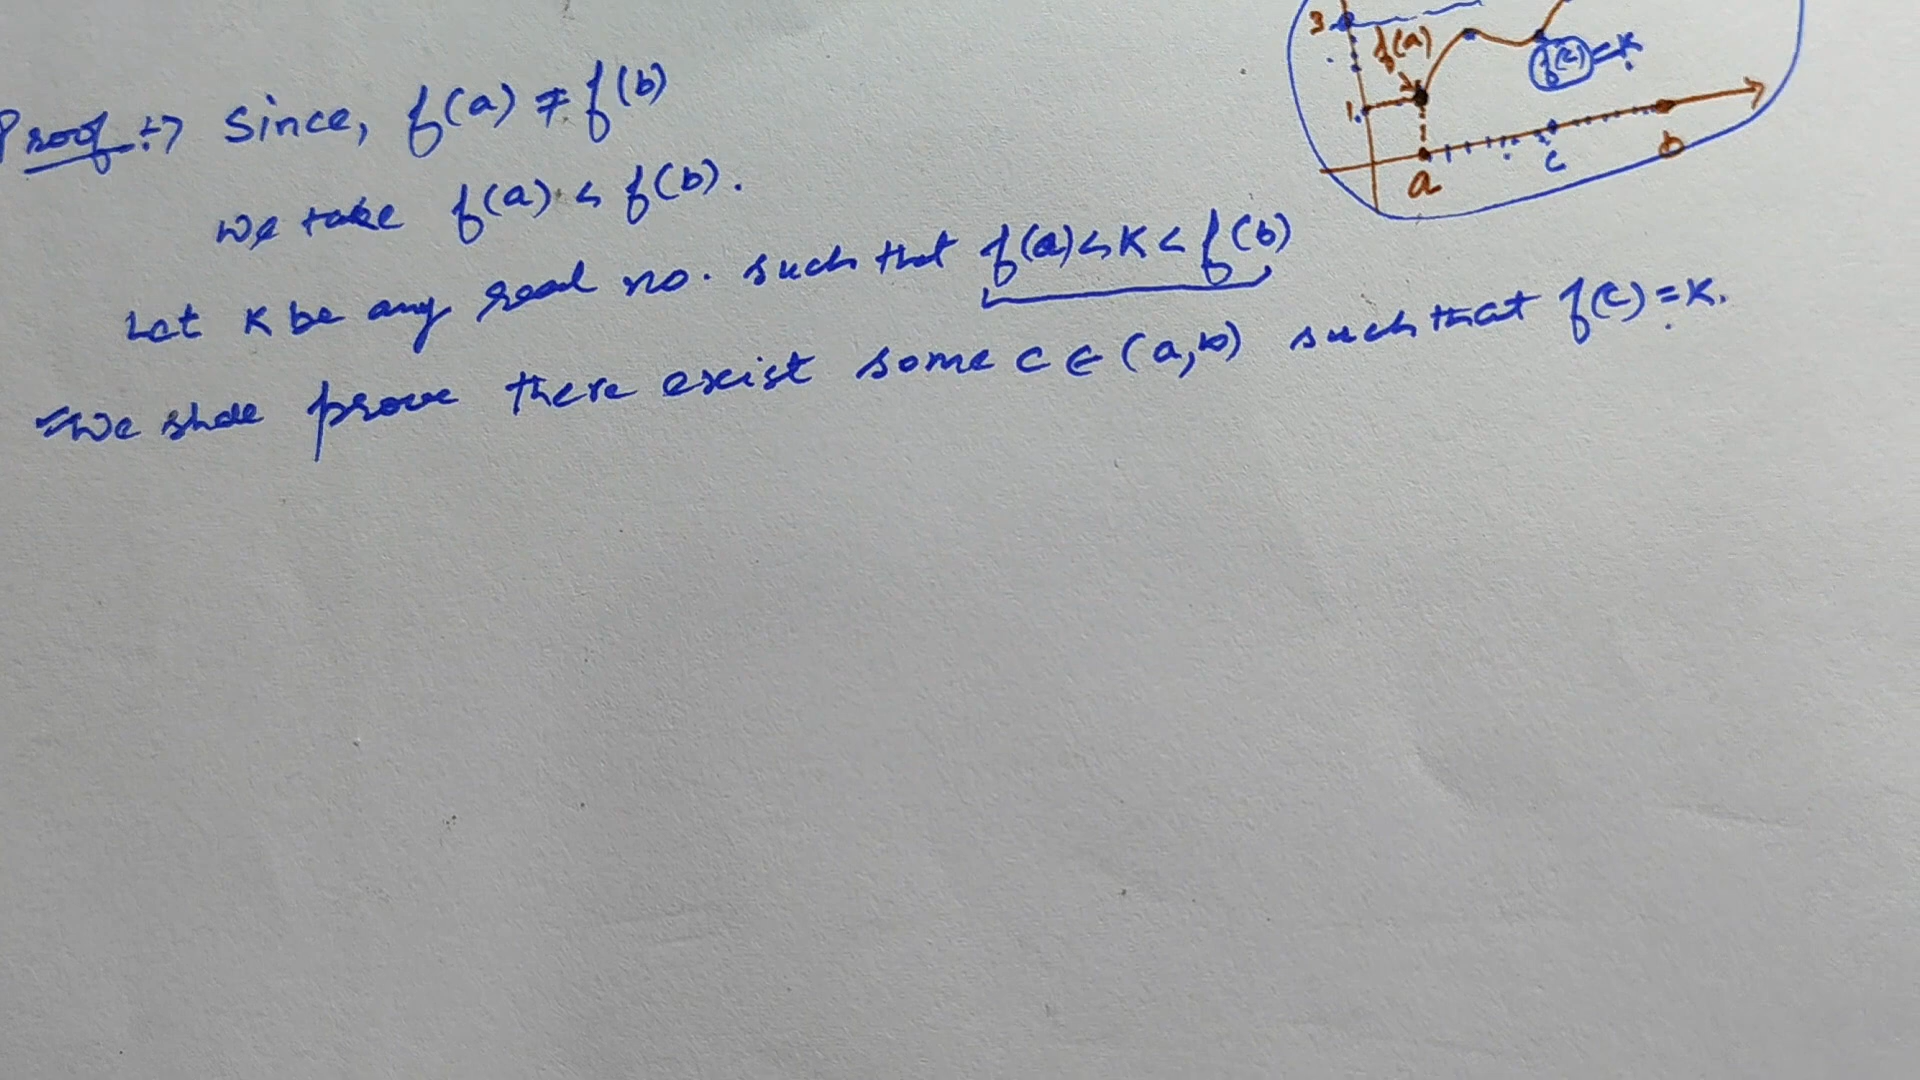 3
f(a)
f(c) = K
1
a
c
b
Proof :→ Since, f(a) ≠ f(b)
we take f(a) < f(b).
Let K be any real no. such that f(a) < K < f(b)
We shall prove there exist some c ∈ (a,b) such that f(c) = K.